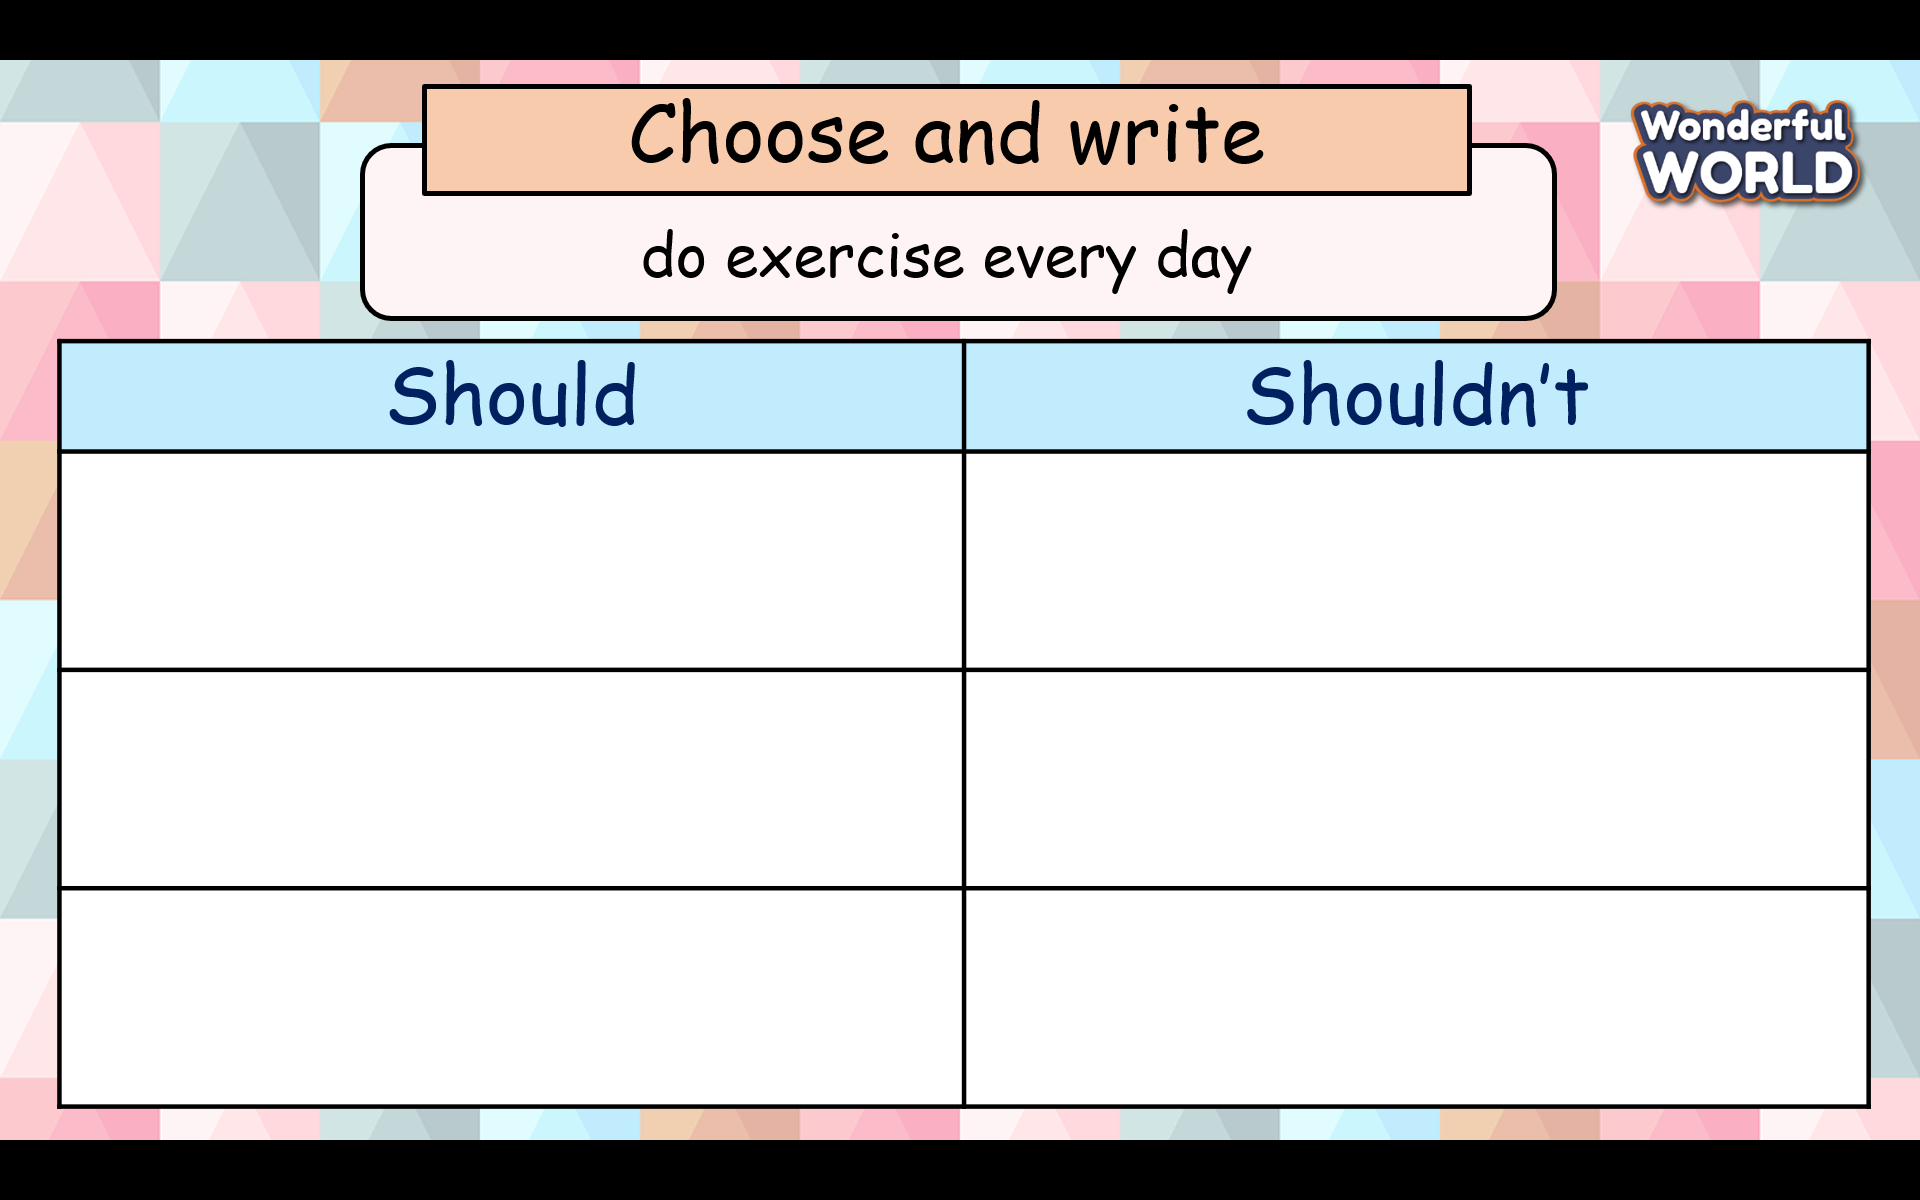 Choose and write
Wonderful
WORLD
do exercise every day
Should
Shouldn't